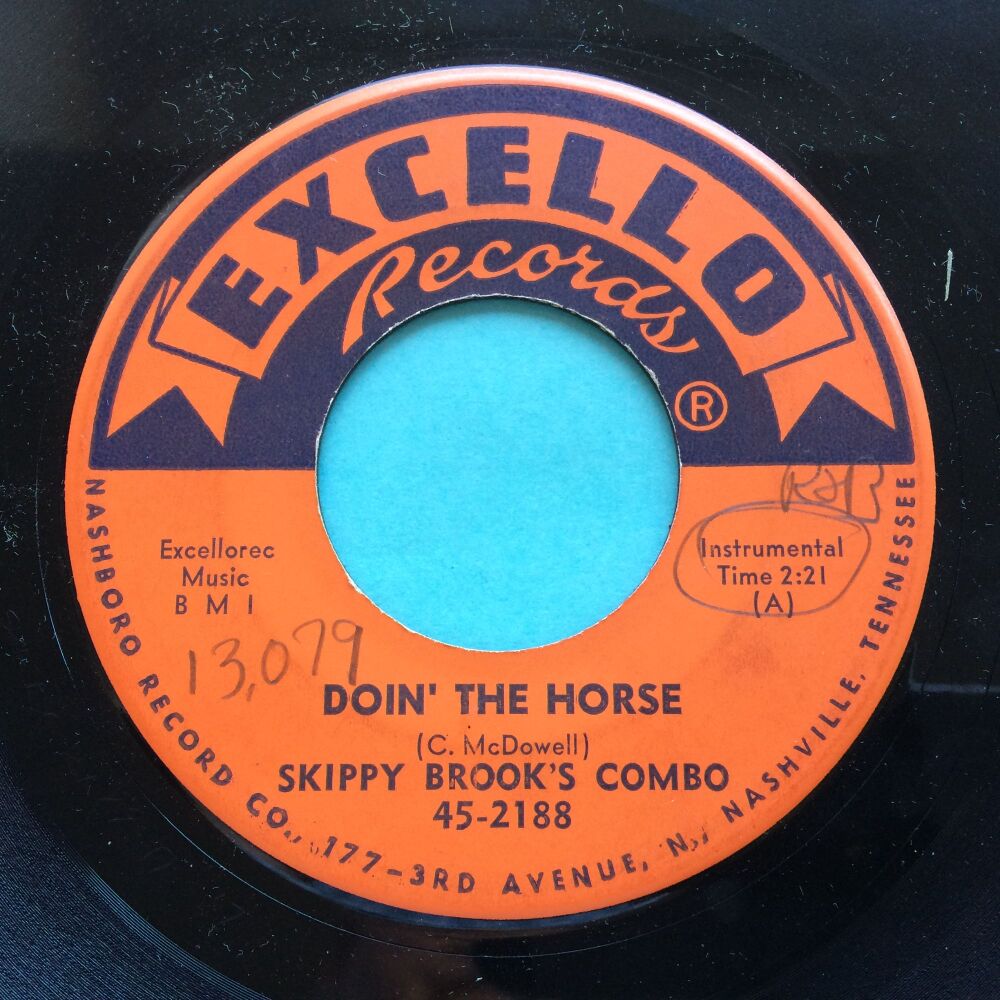 EXCELLO
Records
®
R&B
Excellorec
Music
B M I
Instrumental
Time 2:21
(A)
13,079
DOIN' THE HORSE
(C. McDowell)
SKIPPY BROOK'S COMBO
45-2188
NASHBORO RECORD CO., 177-3RD AVENUE, N., NASHVILLE, TENNESSEE